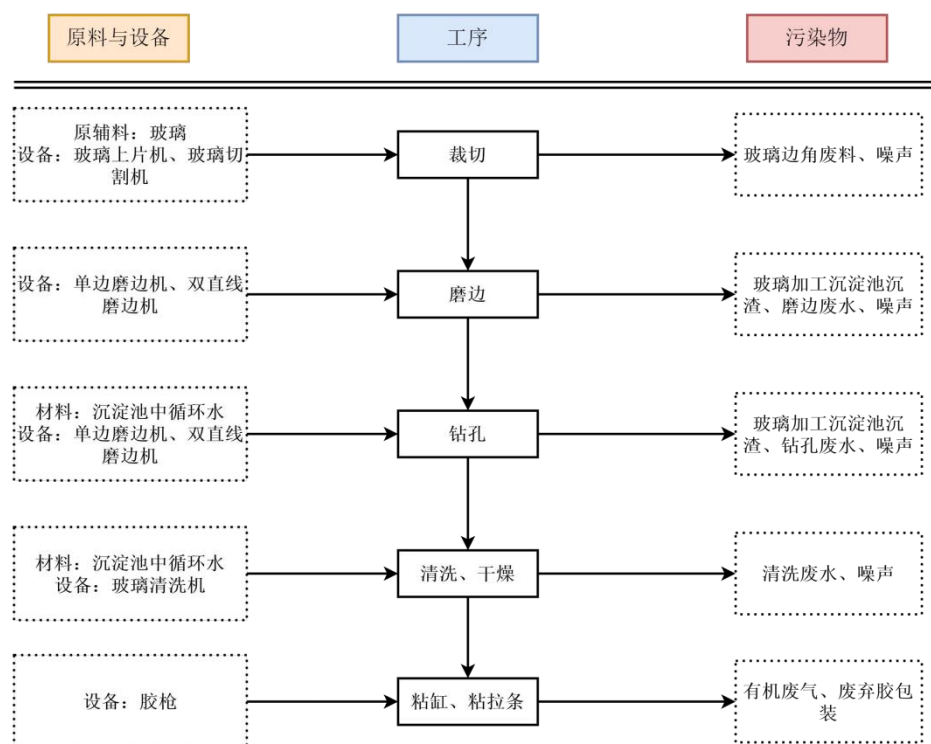 原料与设备
工序
污染物
原辅料：玻璃
设备：玻璃上片机、玻璃切
割机
裁切
玻璃边角废料、噪声
设备：单边磨边机、双直线
磨边机
磨边
玻璃加工沉淀池沉
渣、磨边废水、噪声
材料：沉淀池中循环水
设备：单边磨边机、双直线
磨边机
钻孔
玻璃加工沉淀池沉
渣、钻孔废水、噪声
材料：沉淀池中循环水
设备：玻璃清洗机
清洗、干燥
清洗废水、噪声
设备：胶枪
粘缸、粘拉条
有机废气、废弃胶包
装